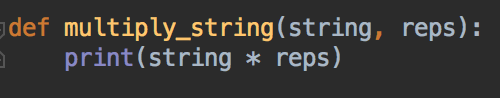 def multiply_string(string, reps):
    print(string * reps)